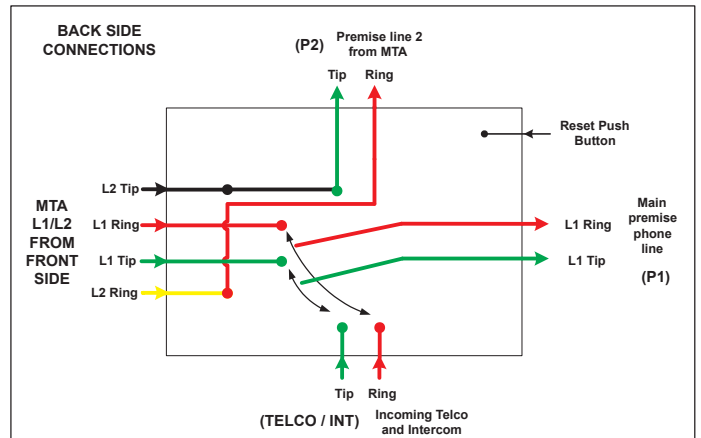 BACK SIDE
CONNECTIONS
(P2)
Premise line 2
from MTA
Tip
Ring
Reset Push
Button
MTA
L1/L2
FROM
FRONT
SIDE
L2 Tip
L1 Ring
L1 Tip
L2 Ring
L1 Ring
L1 Tip
Main
premise
phone
line
(P1)
Tip
Ring
(TELCO / INT)
Incoming Telco
and Intercom